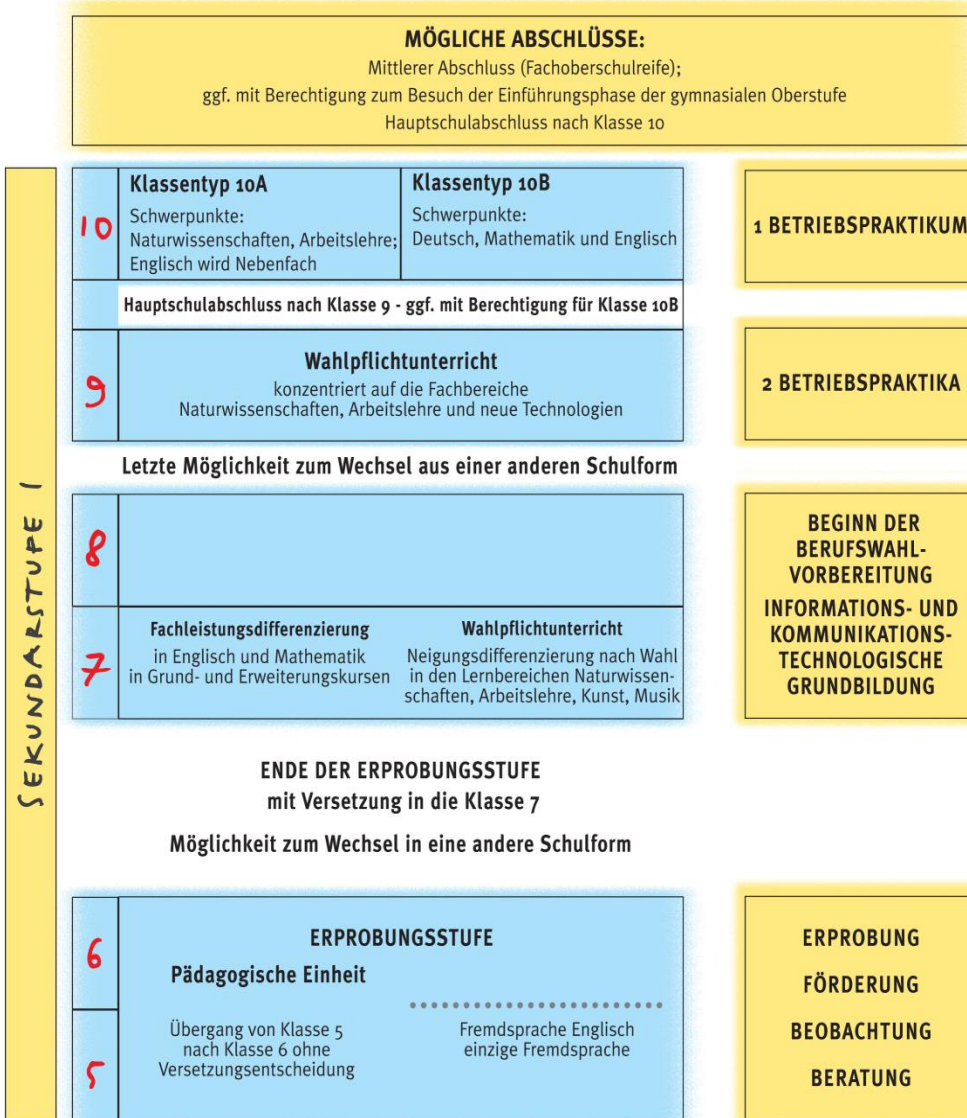 MÖGLICHE ABSCHLÜSSE:
Mittlerer Abschluss (Fachoberschulreife);
ggf. mit Berechtigung zum Besuch der Einführungsphase der gymnasialen Oberstufe
Hauptschulabschluss nach Klasse 10
SEKUNDARSTUFE I
10
Klassentyp 10A
Schwerpunkte:
Naturwissenschaften, Arbeitslehre;
Englisch wird Nebenfach
Klassentyp 10B
Schwerpunkte:
Deutsch, Mathematik und Englisch
1 BETRIEBSPRAKTIKUM
Hauptschulabschluss nach Klasse 9 - ggf. mit Berechtigung für Klasse 10B
9
Wahlpflichtunterricht
konzentriert auf die Fachbereiche
Naturwissenschaften, Arbeitslehre und neue Technologien
2 BETRIEBSPRAKTIKA
Letzte Möglichkeit zum Wechsel aus einer anderen Schulform
8
7
Fachleistungsdifferenzierung
in Englisch und Mathematik
in Grund- und Erweiterungskursen
Wahlpflichtunterricht
Neigungsdifferenzierung nach Wahl
in den Lernbereichen Naturwissen-
schaften, Arbeitslehre, Kunst, Musik
BEGINN DER
BERUFSWAHL-
VORBEREITUNG
INFORMATIONS- UND
KOMMUNIKATIONS-
TECHNOLOGISCHE
GRUNDBILDUNG
ENDE DER ERPROBUNGSSTUFE
mit Versetzung in die Klasse 7
Möglichkeit zum Wechsel in eine andere Schulform
6
5
ERPROBUNGSSTUFE
Pädagogische Einheit
Übergang von Klasse 5
nach Klasse 6 ohne
Versetzungsentscheidung
Fremdsprache Englisch
einzige Fremdsprache
ERPROBUNG
FÖRDERUNG
BEOBACHTUNG
BERATUNG